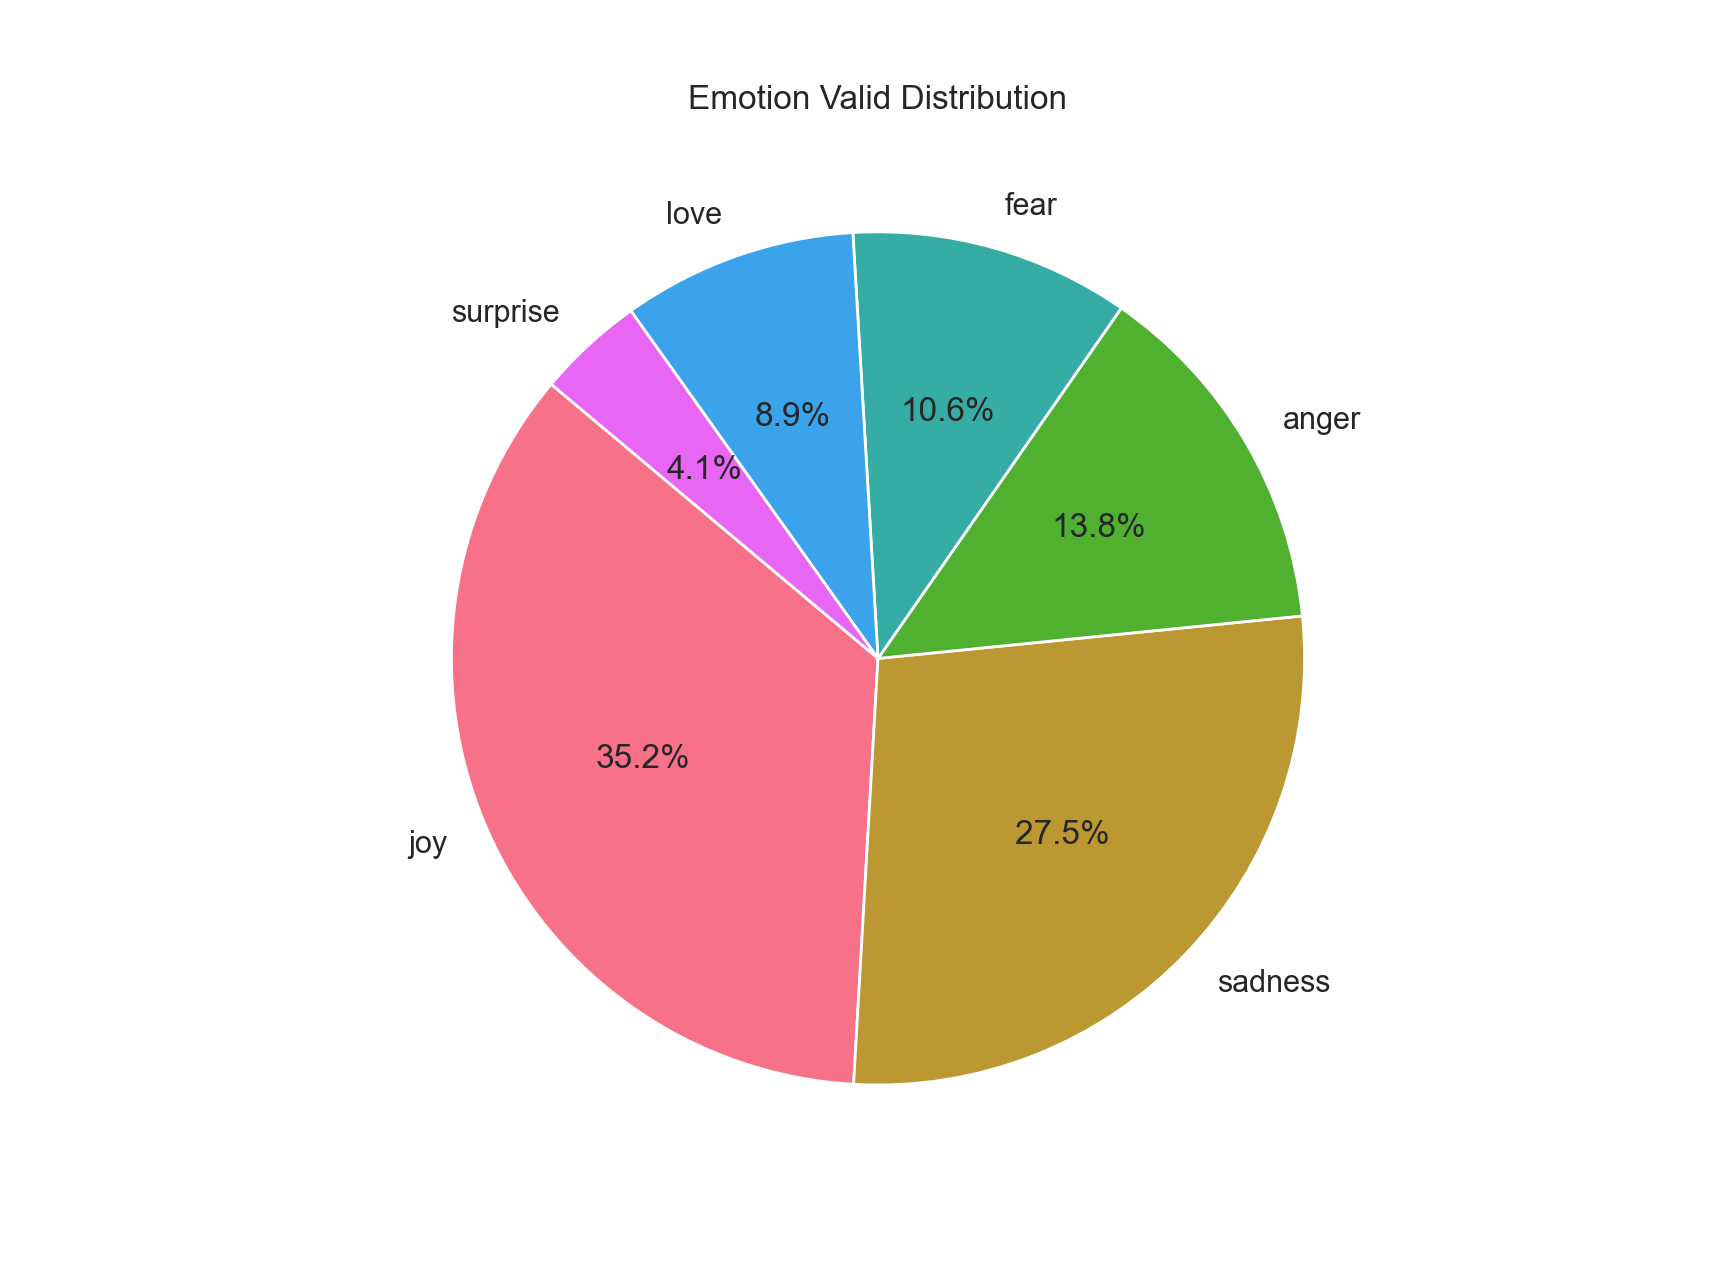 Emotion Valid Distribution
fear
love
surprise
anger
8.9%
10.6%
4.1%
13.8%
35.2%
27.5%
joy
sadness